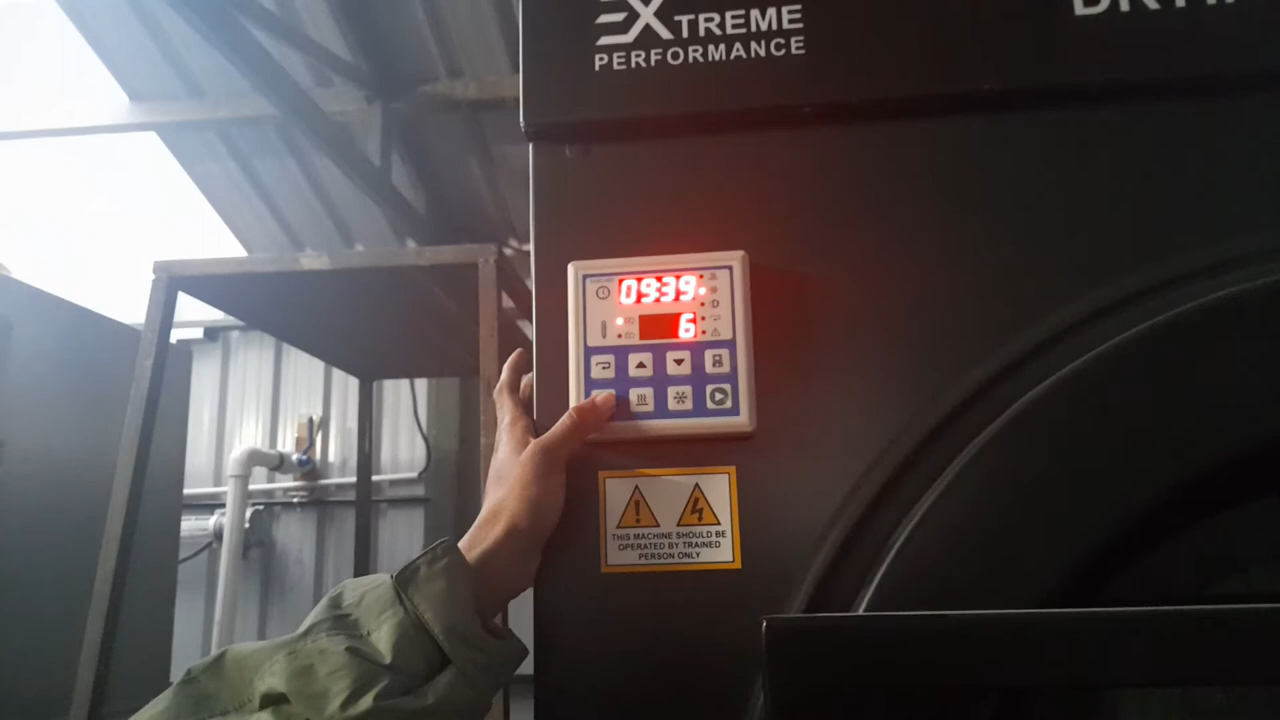 EXTREME
PERFORMANCE
09:39
6
THIS MACHINE SHOULD BE
OPERATED BY TRAINED
PERSON ONLY